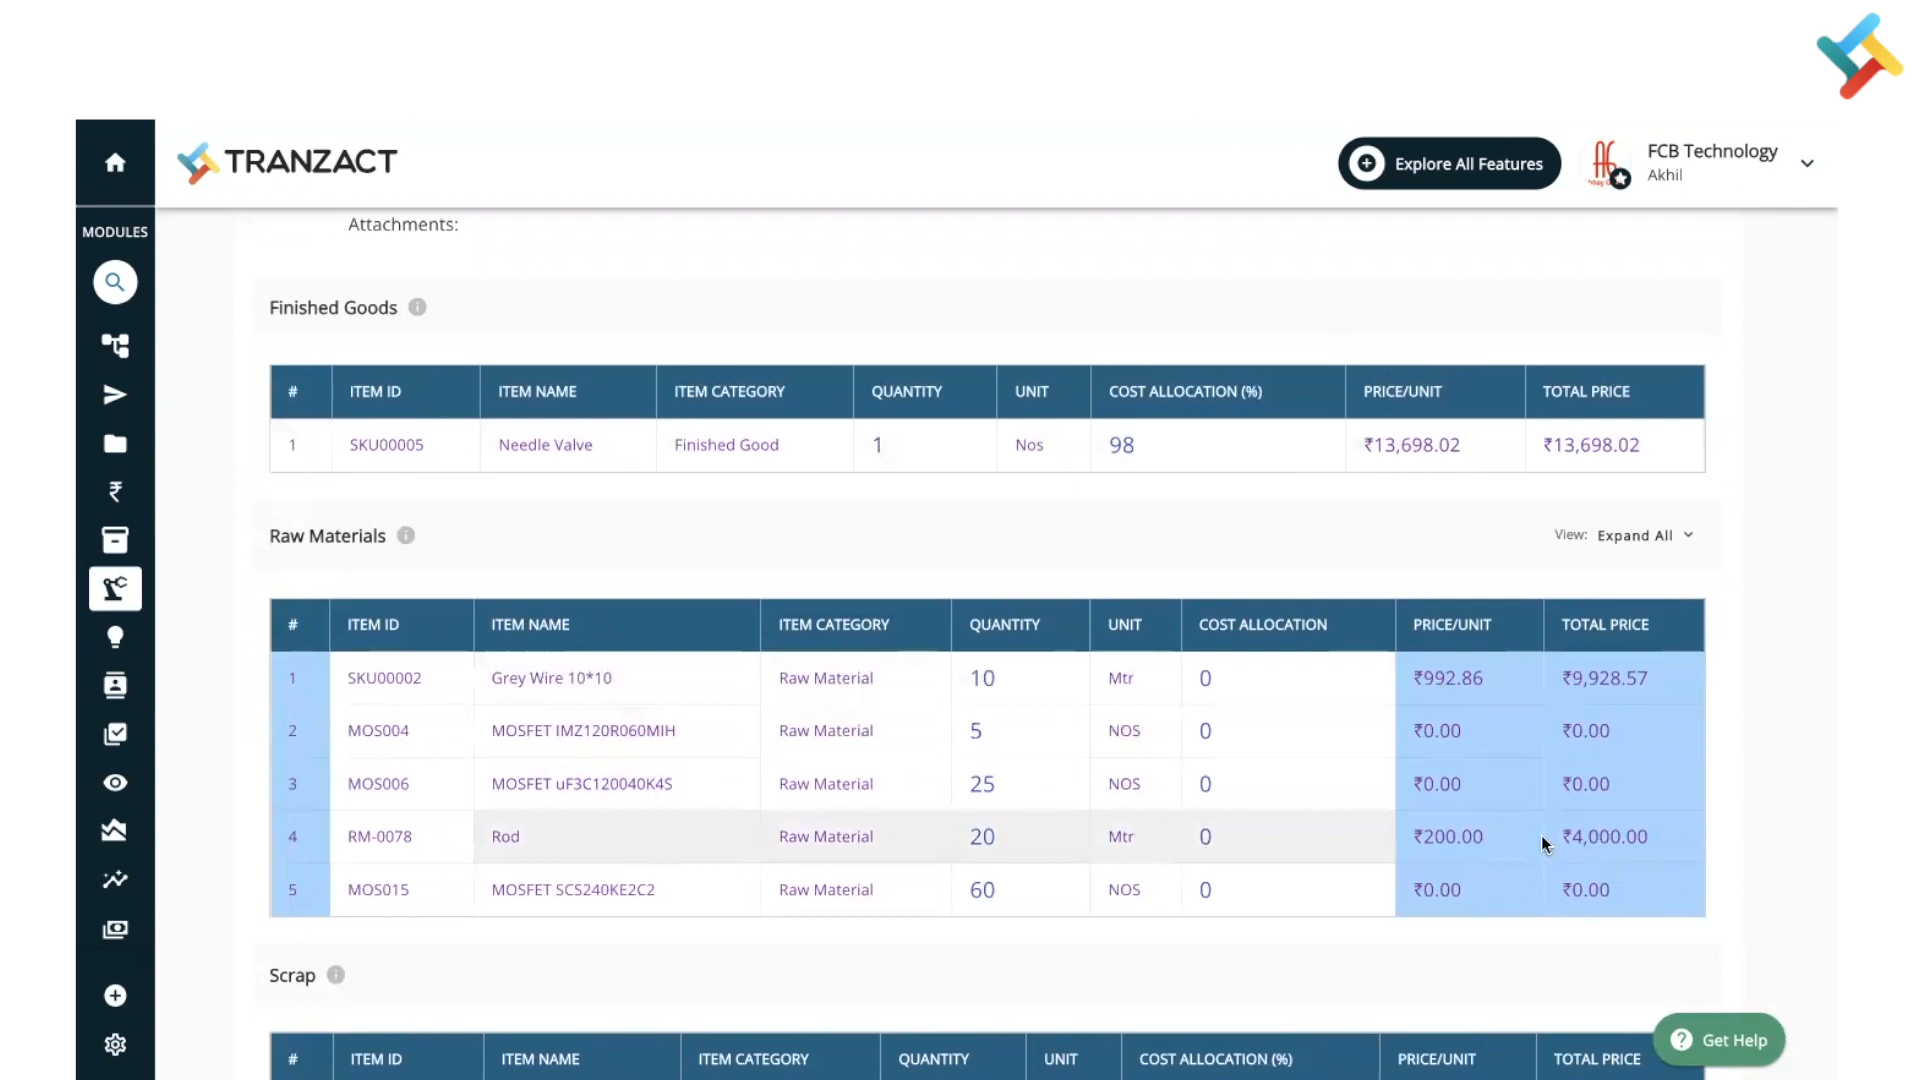 TRANZACT
Explore All Features
FCB Technology
Akhil
MODULES
Attachments:
Finished Goods
# ITEM ID ITEM NAME ITEM CATEGORY QUANTITY UNIT COST ALLOCATION (%) PRICE/UNIT TOTAL PRICE
1 SKU00005 Needle Valve Finished Good 1 Nos 98 ₹13,698.02 ₹13,698.02
Raw Materials
View: Expand All
# ITEM ID ITEM NAME ITEM CATEGORY QUANTITY UNIT COST ALLOCATION PRICE/UNIT TOTAL PRICE
1 SKU00002 Grey Wire 10*10 Raw Material 10 Mtr 0 ₹992.86 ₹9,928.57
2 MOS004 MOSFET IMZ120R060MIH Raw Material 5 NOS 0 ₹0.00 ₹0.00
3 MOS006 MOSFET uF3C120040K4S Raw Material 25 NOS 0 ₹0.00 ₹0.00
4 RM-0078 Rod Raw Material 20 Mtr 0 ₹200.00 ₹4,000.00
5 MOS015 MOSFET SCS240KE2C2 Raw Material 60 NOS 0 ₹0.00 ₹0.00
Scrap
# ITEM ID ITEM NAME ITEM CATEGORY QUANTITY UNIT COST ALLOCATION (%) PRICE/UNIT TOTAL PRICE
Get Help